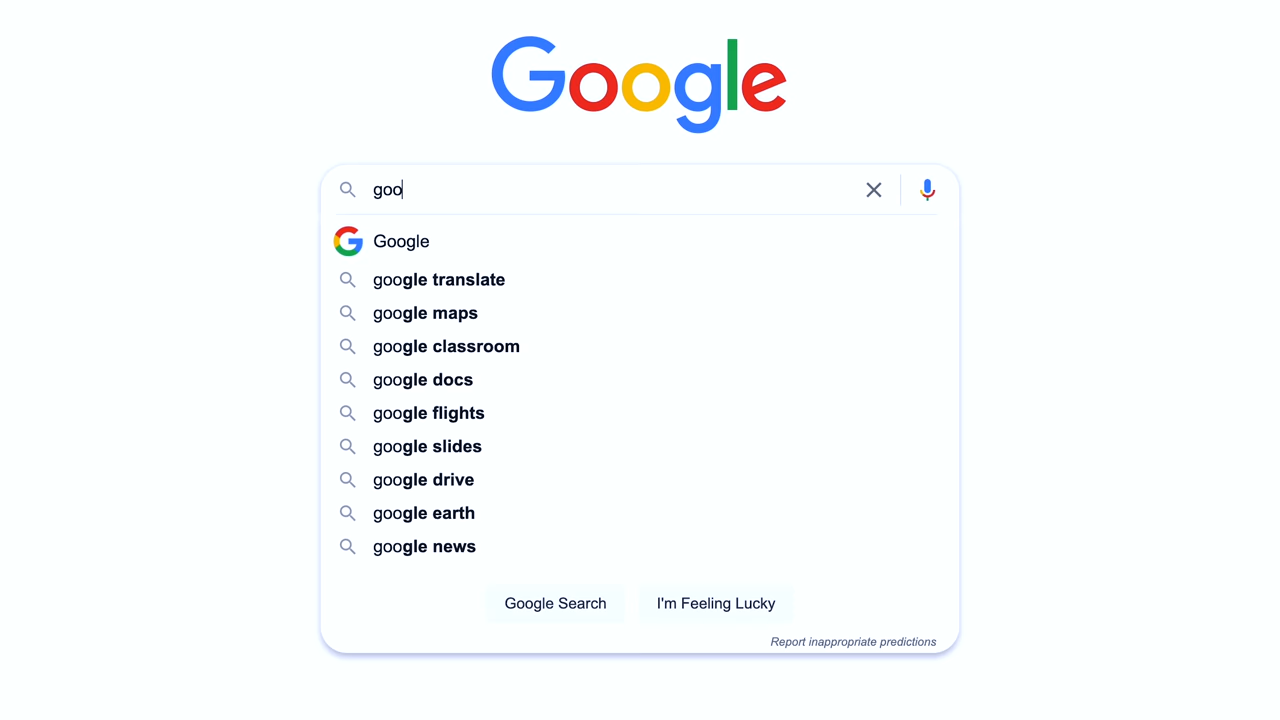 Google
goo
Google
google translate
google maps
google classroom
google docs
google flights
google slides
google drive
google earth
google news
Google Search
I'm Feeling Lucky
Report inappropriate predictions